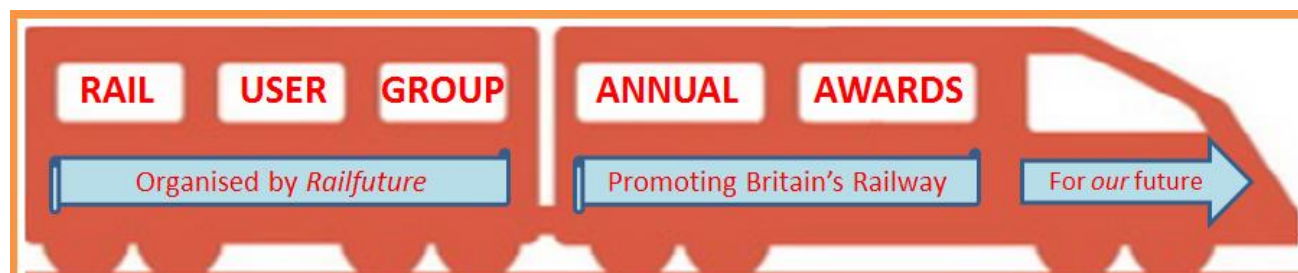 RAIL USER GROUP ANNUAL AWARDS
Organised by Railfuture Promoting Britain's Railway For our future